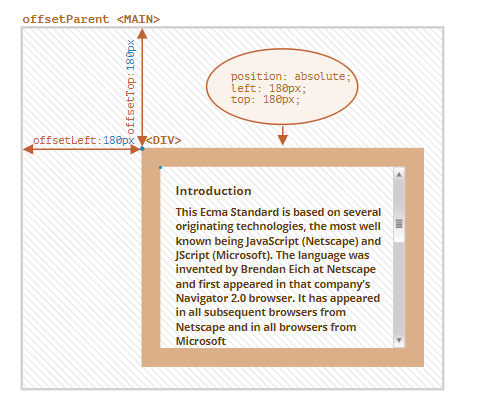 offsetParent <MAIN>
offsetTop:180px
position: absolute;
left: 180px;
top: 180px;
offsetLeft:180px
<DIV>
Introduction
This Ecma Standard is based on several
originating technologies, the most well
known being JavaScript (Netscape) and
JScript (Microsoft). The language was
invented by Brendan Eich at Netscape
and first appeared in that company's
Navigator 2.0 browser. It has appeared
in all subsequent browsers from
Netscape and in all browsers from
Microsoft